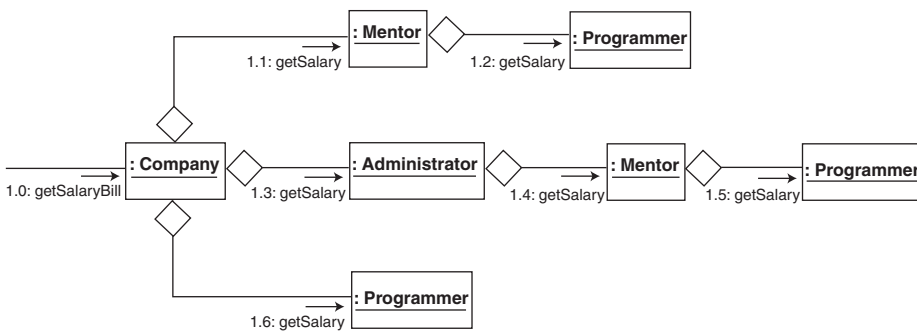 : Mentor
: Programmer
1.1: getSalary
1.2: getSalary
: Company
: Administrator
: Mentor
: Programmer
1.0: getSalaryBill
1.3: getSalary
1.4: getSalary
1.5: getSalary
: Programmer
1.6: getSalary